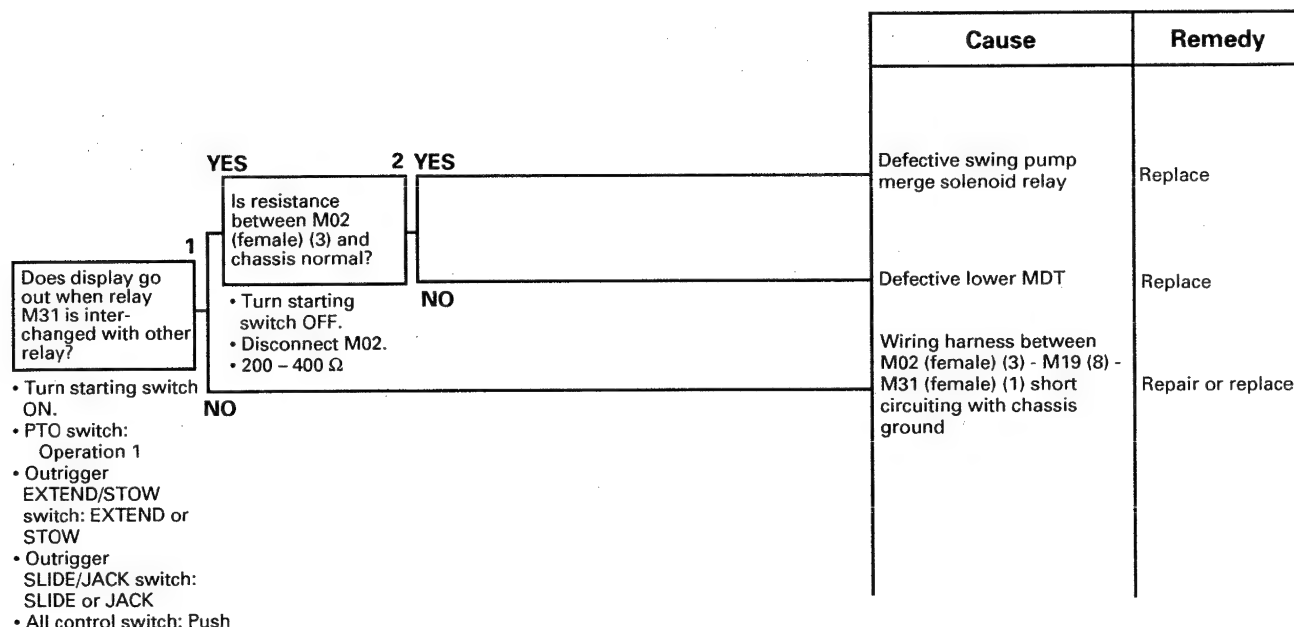 Cause
Remedy
YES
2 YES
Is resistance
between M02
(female) (3) and
chassis normal?
Defective swing pump
merge solenoid relay
Replace
1
Does display go
out when relay
M31 is inter-
changed with other
relay?
• Turn starting
switch OFF.
• Disconnect M02.
• 200 – 400 Ω
NO
Defective lower MDT
Replace
• Turn starting switch
ON.
• PTO switch:
Operation 1
• Outrigger
EXTEND/STOW
switch: EXTEND or
STOW
• Outrigger
SLIDE/JACK switch:
SLIDE or JACK
• All control switch: Push
NO
Wiring harness between
M02 (female) (3) - M19 (8) -
M31 (female) (1) short
circuiting with chassis
ground
Repair or replace